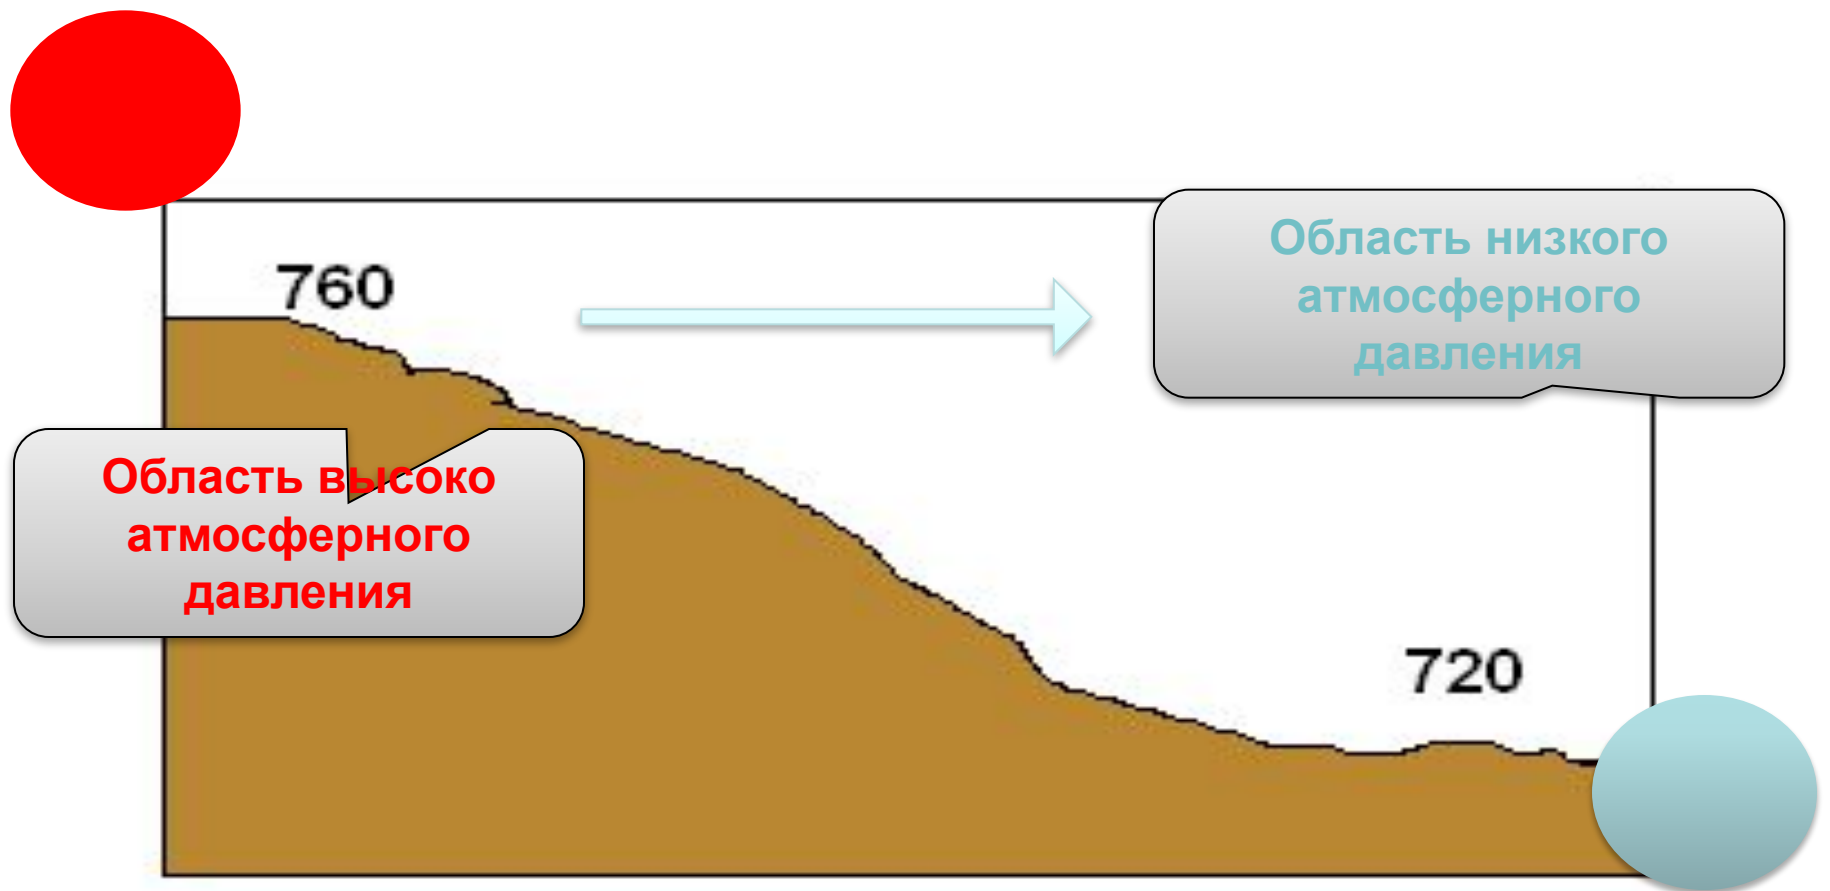 760
Область низкого
атмосферного
давления
Область высоко
атмосферного
давления
720